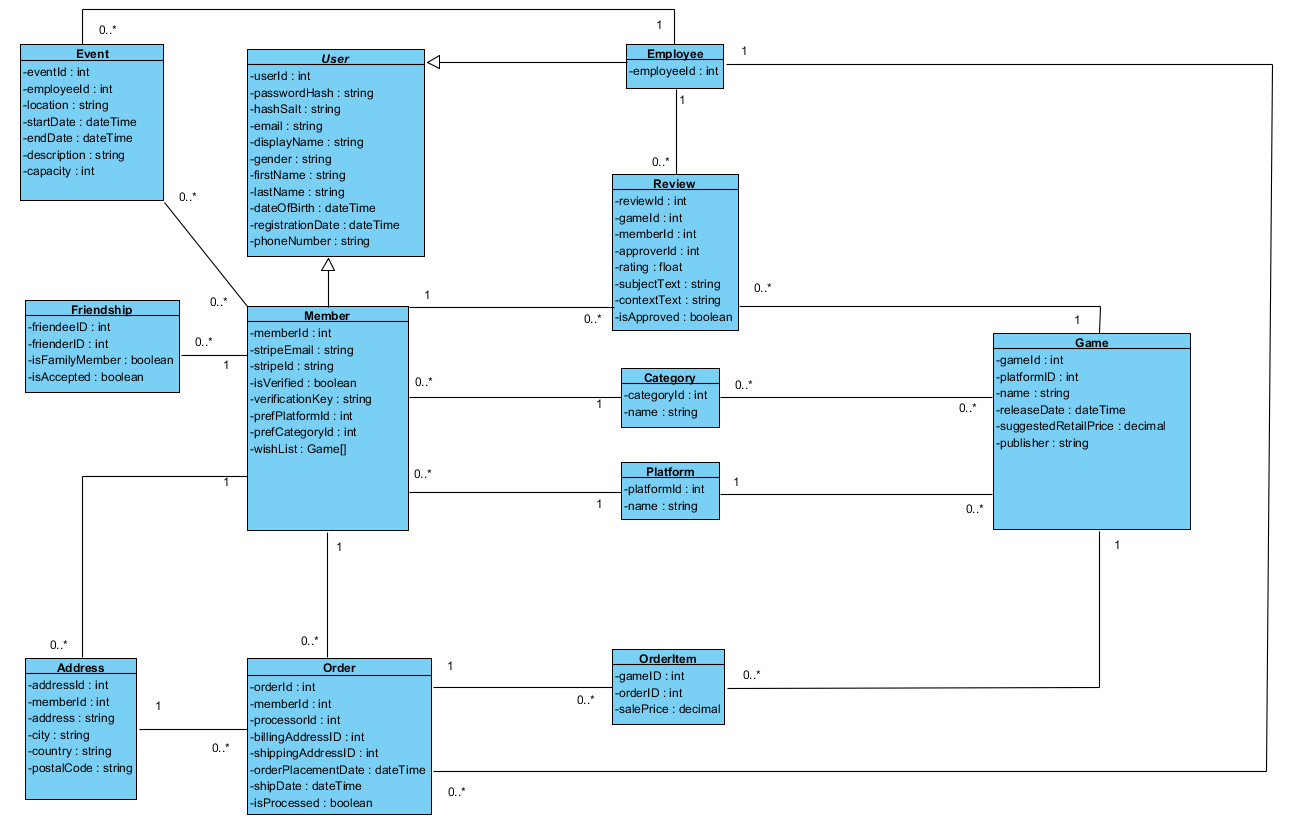 0..*
1
Event
-eventId : int
-employeeId : int
-location : string
-startDate : dateTime
-endDate : dateTime
-description : string
-capacity : int
User
-userId : int
-passwordHash : string
-hashSalt : string
-email : string
-displayName : string
-gender : string
-firstName : string
-lastName : string
-dateOfBirth : dateTime
-registrationDate : dateTime
-phoneNumber : string
Employee
-employeeId : int
1
1
0..*
Review
-reviewId : int
-gameId : int
-memberId : int
-approverId : int
-rating : float
-subjectText : string
-contextText : string
-isApproved : boolean
0..*
0..*
1
0..*
0..*
1
Friendship
-friendeeID : int
-frienderID : int
-isFamilyMember : boolean
-isAccepted : boolean
0..*
1
Member
-memberId : int
-stripeEmail : string
-stripeId : string
-isVerified : boolean
-verificationKey : string
-prefPlatformId : int
-prefCategoryId : int
-wishList : Game[]
0..*
1
Category
-categoryId : int
-name : string
0..*
0..*
Game
-gameId : int
-platformID : int
-name : string
-releaseDate : dateTime
-suggestedRetailPrice : decimal
-publisher : string
0..*
1
Platform
-platformId : int
-name : string
1
0..*
1
1
1
0..*
0..*
Address
-addressId : int
-memberId : int
-address : string
-city : string
-country : string
-postalCode : string
1
0..*
Order
-orderId : int
-memberId : int
-processorId : int
-billingAddressID : int
-shippingAddressID : int
-orderPlacementDate : dateTime
-shipDate : dateTime
-isProcessed : boolean
1
0..*
OrderItem
-gameID : int
-orderID : int
-salePrice : decimal
0..*
0..*